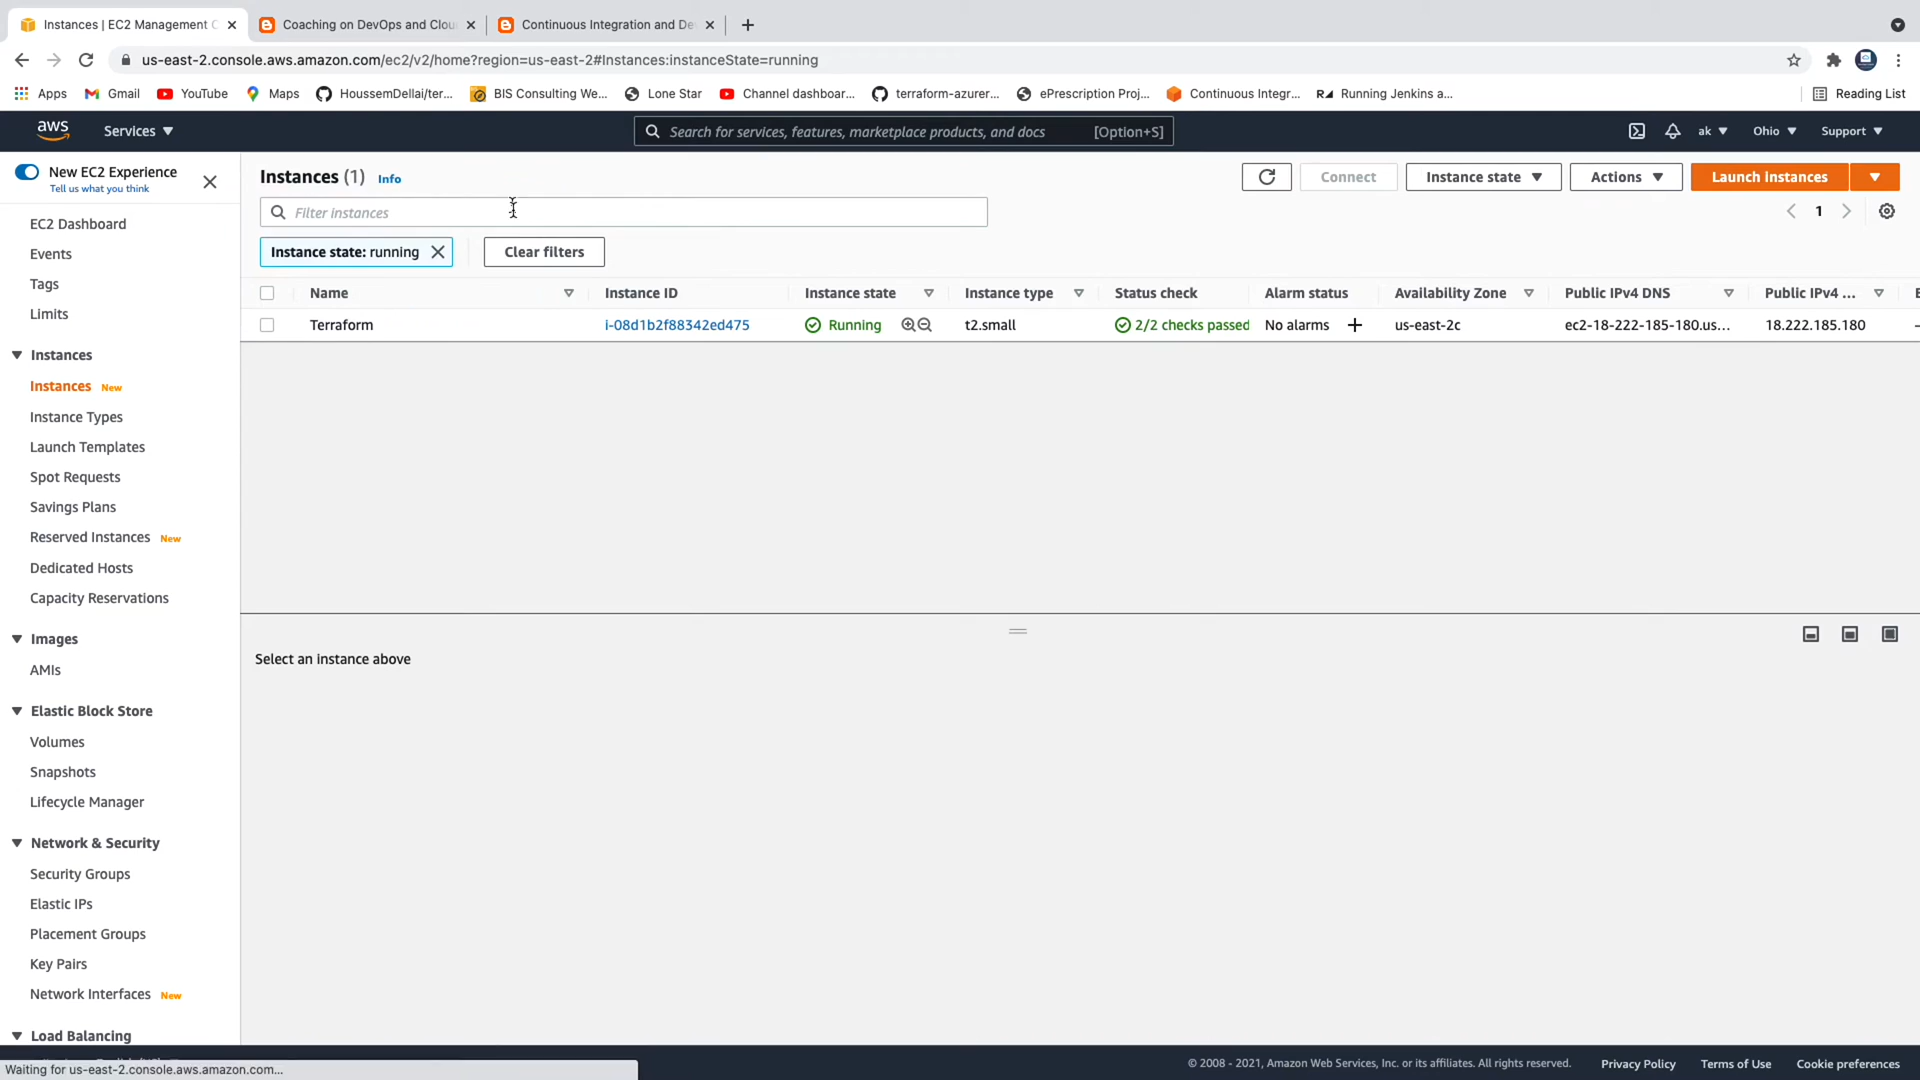 Instances | EC2 Management C
Coaching on DevOps and Clou
Continuous Integration and De
us-east-2.console.aws.amazon.com/ec2/v2/home?region=us-east-2#Instances:instanceState=running
Apps
Gmail
YouTube
Maps
HoussemDellai/ter...
BIS Consulting We...
Lone Star
Channel dashboar...
terraform-azurer...
ePrescription Proj...
Continuous Integr...
Running Jenkins a...
Reading List
aws
Services
Search for services, features, marketplace products, and docs
[Option+S]
ak
Ohio
Support
New EC2 Experience
Tell us what you think
EC2 Dashboard
Events
Tags
Limits
Instances
Instances New
Instance Types
Launch Templates
Spot Requests
Savings Plans
Reserved Instances New
Dedicated Hosts
Capacity Reservations
Images
AMIs
Elastic Block Store
Volumes
Snapshots
Lifecycle Manager
Network & Security
Security Groups
Elastic IPs
Placement Groups
Key Pairs
Network Interfaces New
Load Balancing
Instances (1) Info
Connect
Instance state
Actions
Launch instances
Filter instances
1
Instance state: running
Clear filters
Name
Instance ID
Instance state
Instance type
Status check
Alarm status
Availability Zone
Public IPv4 DNS
Public IPv4 ...
Terraform
i-08d1b2f88342ed475
Running
t2.small
2/2 checks passed
No alarms
us-east-2c
ec2-18-222-185-180.us...
18.222.185.180
Select an instance above
Waiting for us-east-2.console.aws.amazon.com...
© 2008 - 2021, Amazon Web Services, Inc. or its affiliates. All rights reserved.
Privacy Policy
Terms of Use
Cookie preferences